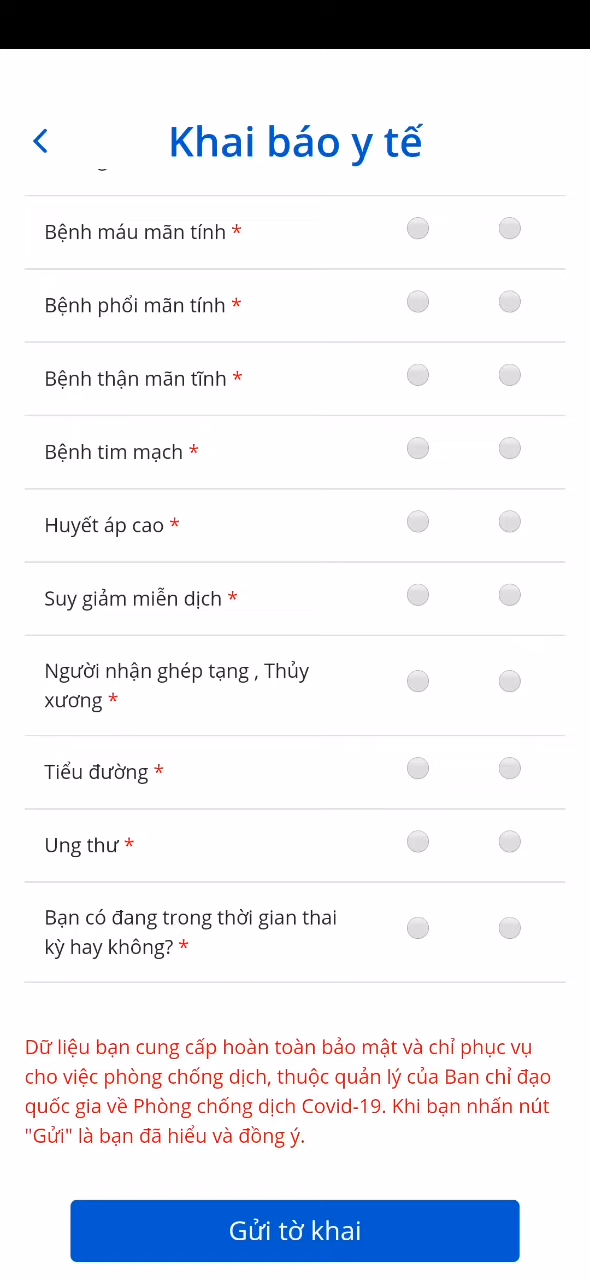 Khai báo y tế
Bệnh máu mãn tính *
Bệnh phổi mãn tính *
Bệnh thận mãn tĩnh *
Bệnh tim mạch *
Huyết áp cao *
Suy giảm miễn dịch *
Người nhận ghép tạng , Thủy
xương *
Tiểu đường *
Ung thư *
Bạn có đang trong thời gian thai
kỳ hay không? *
Dữ liệu bạn cung cấp hoàn toàn bảo mật và chỉ phục vụ
cho việc phòng chống dịch, thuộc quản lý của Ban chỉ đạo
quốc gia về Phòng chống dịch Covid-19. Khi bạn nhấn nút
"Gửi" là bạn đã hiểu và đồng ý.
Gửi tờ khai